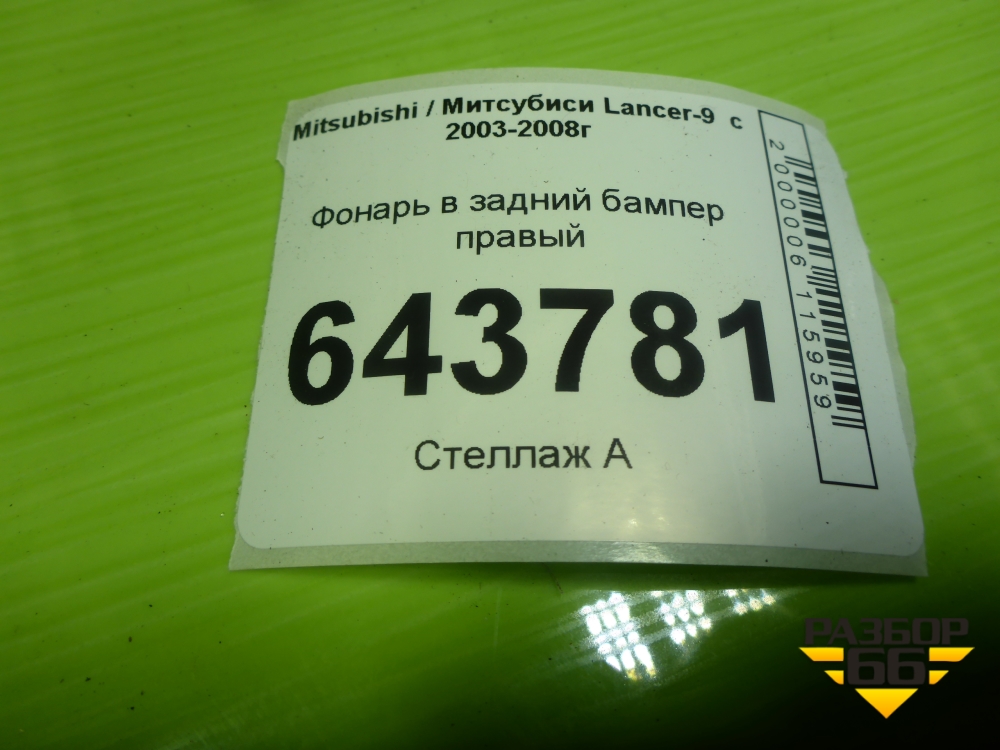 Mitsubishi / Митсубиси Lancer-9 с
2003-2008г
Фонарь в задний бампер
правый
643781
Стеллаж А
2000006115959
РАЗБОР
66